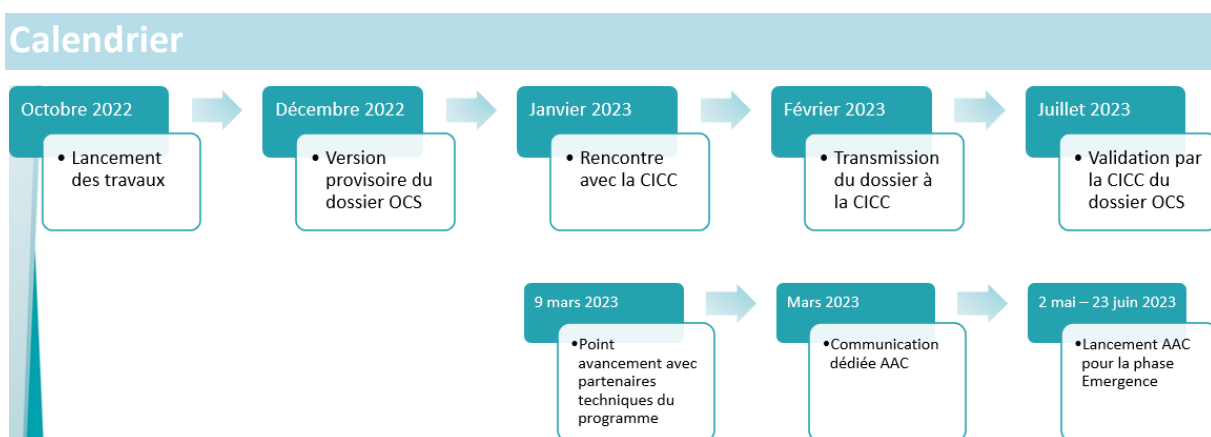 Calendrier
Octobre 2022
• Lancement
des travaux
Décembre 2022
• Version
provisoire du
dossier OCS
Janvier 2023
• Rencontre
avec la CICC
Février 2023
• Transmission
du dossier à
la CICC
Juillet 2023
• Validation par
la CICC du
dossier OCS
9 mars 2023
•Point
avancement avec
partenaires
techniques du
programme
Mars 2023
•Communication
dédiée AAC
2 mai – 23 juin 2023
•Lancement AAC
pour la phase
Emergence